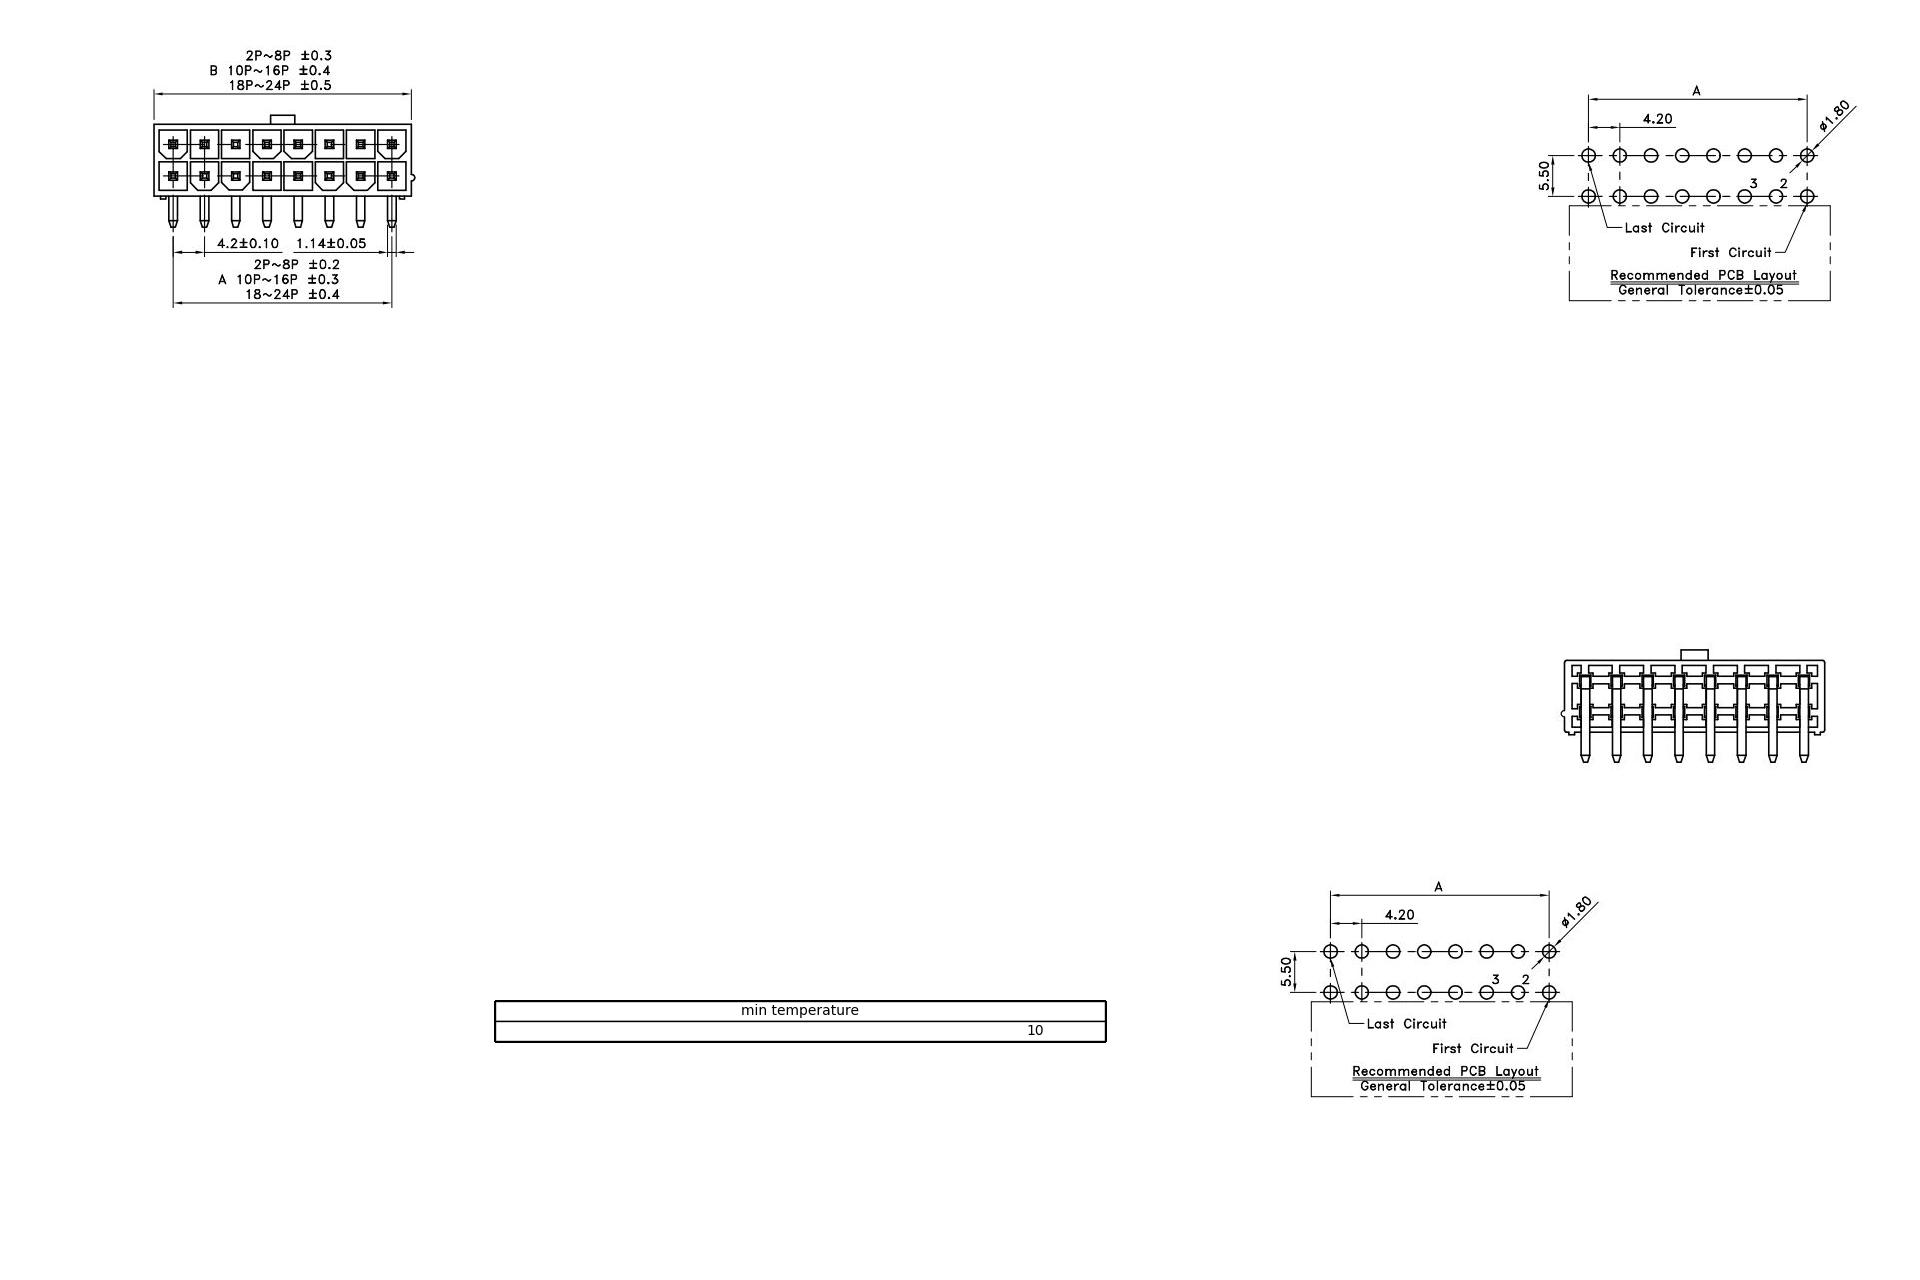 2P~8P ±0.3
B 10P~16P ±0.4
18P~24P ±0.5
4.2±0.10 1.14±0.05
2P~8P ±0.2
A 10P~16P ±0.3
18~24P ±0.4
A
4.20
ø1.80
5.50
3 2
Last Circuit
First Circuit
Recommended PCB Layout
General Tolerance±0.05
min temperature
10
A
4.20
ø1.80
5.50
3 2
Last Circuit
First Circuit
Recommended PCB Layout
General Tolerance±0.05